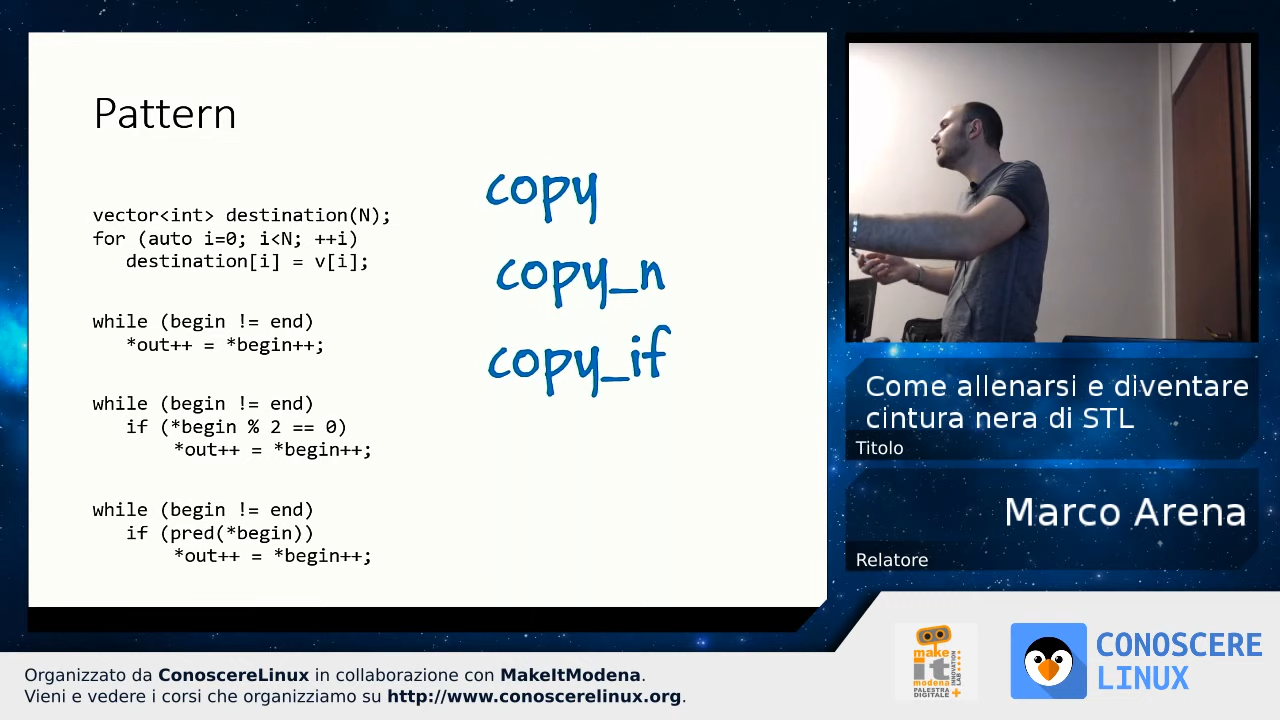 Pattern
vector<int> destination(N);
for (auto i=0; i<N; ++i)
destination[i] = v[i];
while (begin != end)
*out++ = *begin++;
while (begin != end)
if (*begin % 2 == 0)
*out++ = *begin++;
while (begin != end)
if (pred(*begin))
*out++ = *begin++;
copy
copy_n
copy_if
Come allenarsi e diventare
cintura nera di STL
Titolo
Marco Arena
Relatore
make
it
modena
PALESTRA
DIGITALE
INNOVATION
LAB
CONOSCERE
LINUX
Organizzato da ConoscereLinux in collaborazione con MakeItModena.
Vieni e vedere i corsi che organizziamo su http://www.conoscerelinux.org.